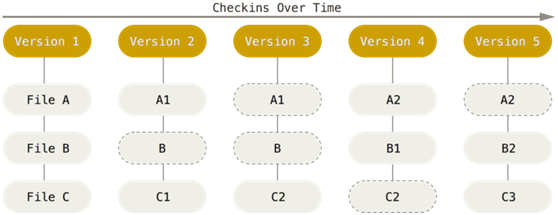 Checkins Over Time
Version 1 Version 2 Version 3 Version 4 Version 5
File A A1 A1 A2 A2
File B B B B1 B2
File C C1 C2 C2 C3